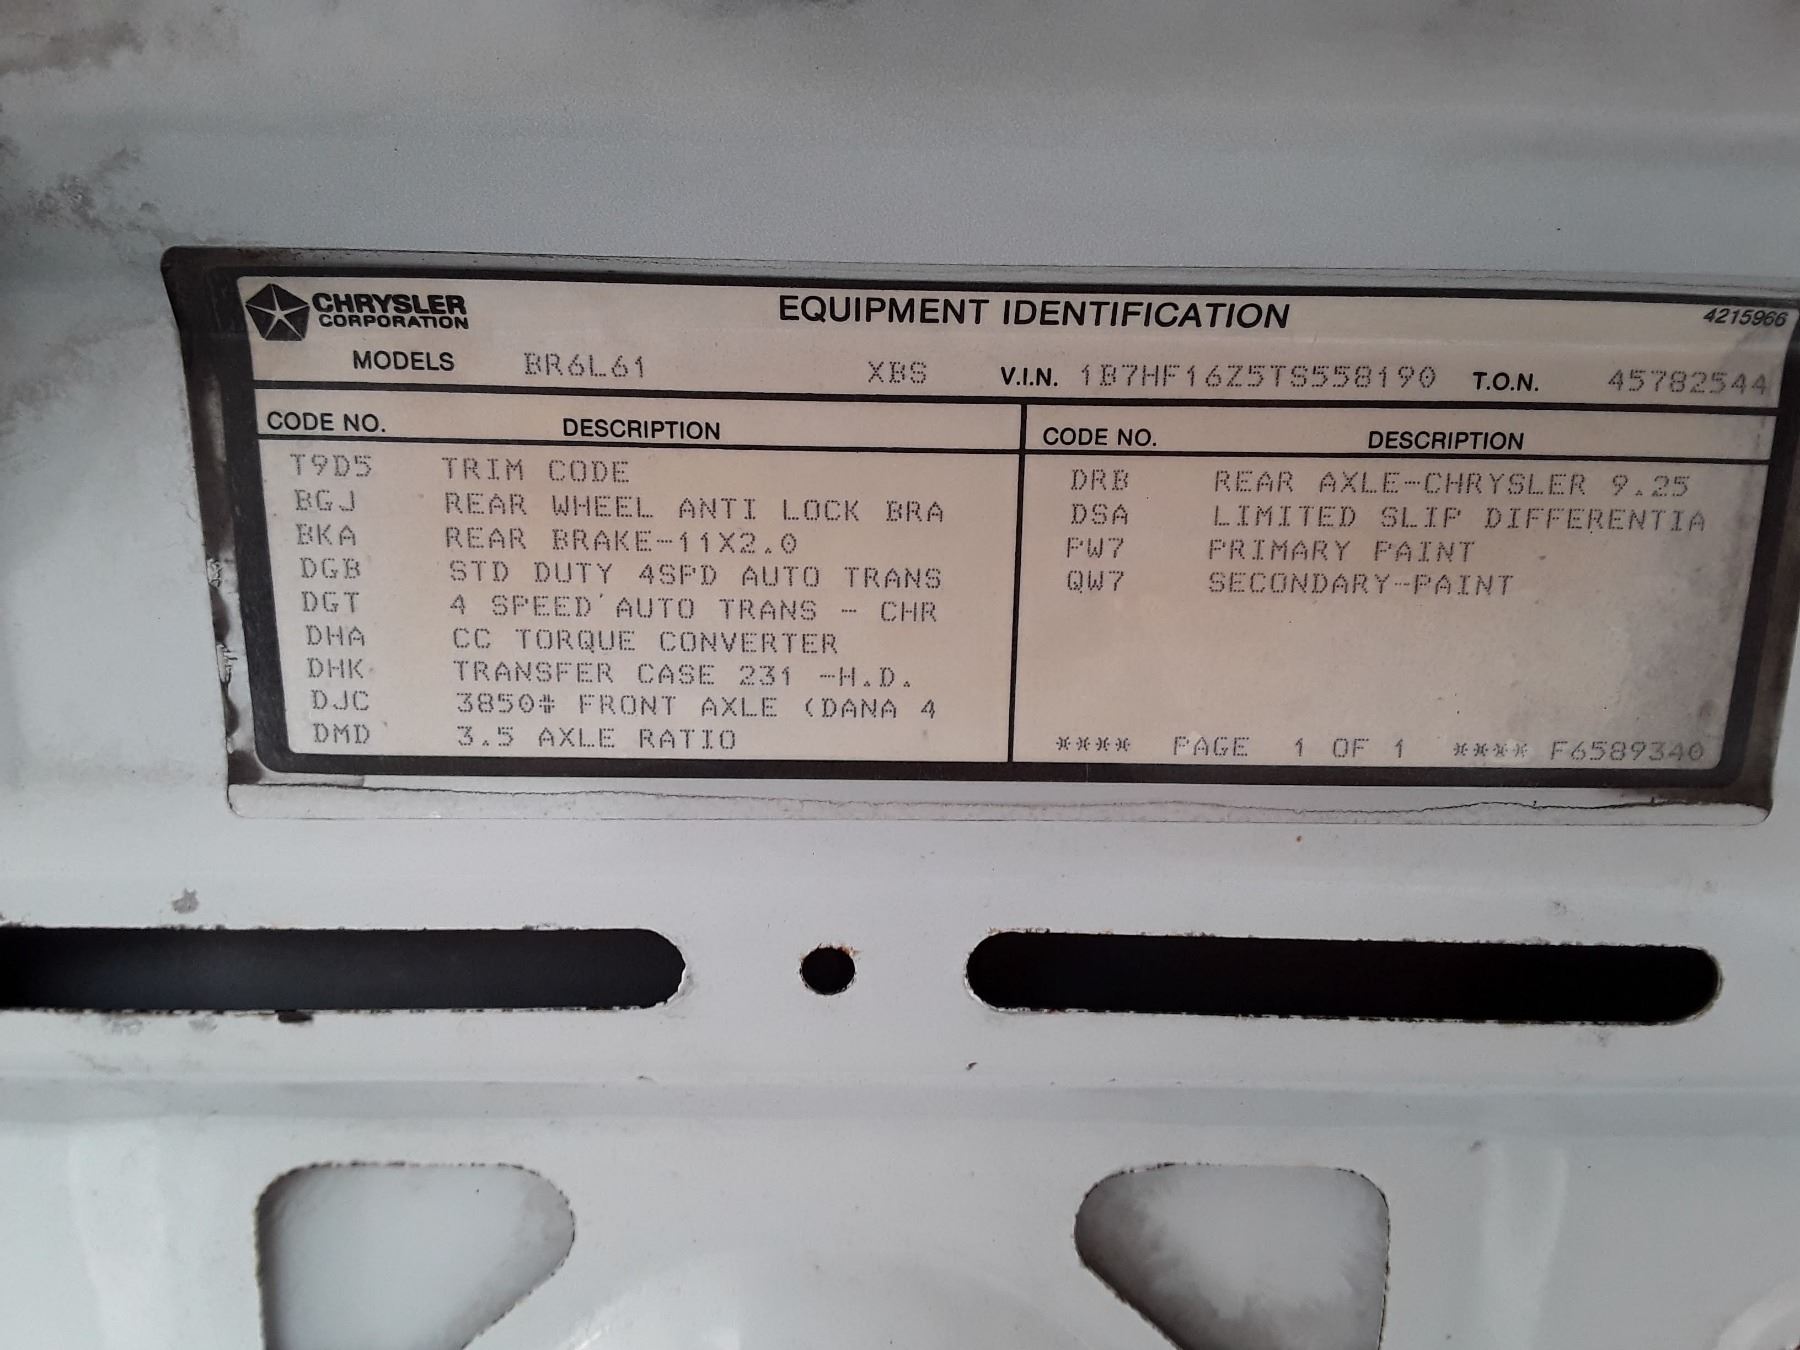 CHRYSLER
CORPORATION
EQUIPMENT IDENTIFICATION
4215966
MODELS BR6L61 XBS V.I.N. 1B7HF16Z5TS558190 T.O.N. 45782544
CODE NO. DESCRIPTION
T9D5 TRIM CODE
BGJ REAR WHEEL ANTI LOCK BRA
BKA REAR BRAKE-11X2.0
DGB STD DUTY 4SPD AUTO TRANS
DGT 4 SPEED AUTO TRANS - CHR
DHA CC TORQUE CONVERTER
DHK TRANSFER CASE 231 -H.D.
DJC 3850# FRONT AXLE (DANA 4
DMD 3.5 AXLE RATIO
CODE NO. DESCRIPTION
DRB REAR AXLE-CHRYSLER 9.25
DSA LIMITED SLIP DIFFERENTIA
PW7 PRIMARY PAINT
QW7 SECONDARY-PAINT
**** PAGE 1 OF 1 **** F6589340